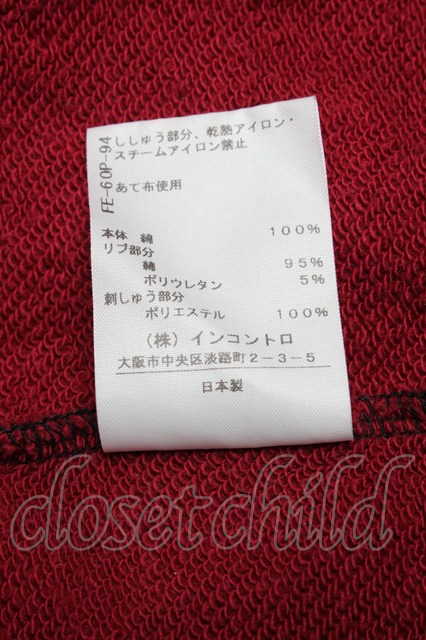 FE-60P-94
ししゅう部分、乾熱アイロン・
スチームアイロン禁止
あて布使用
本体 綿 100%
リブ部分
綿 95%
ポリウレタン 5%
刺しゅう部分
ポリエステル 100%
(株) インコントロ
大阪市中央区淡路町2-3-5
日本製
closetchild